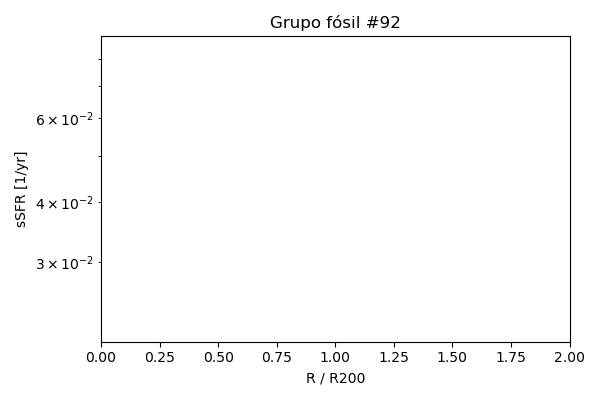 Grupo fósil #92
sSFR [1/yr]
6 × 10⁻²
4 × 10⁻²
3 × 10⁻²
0.00 0.25 0.50 0.75 1.00 1.25 1.50 1.75 2.00
R / R200